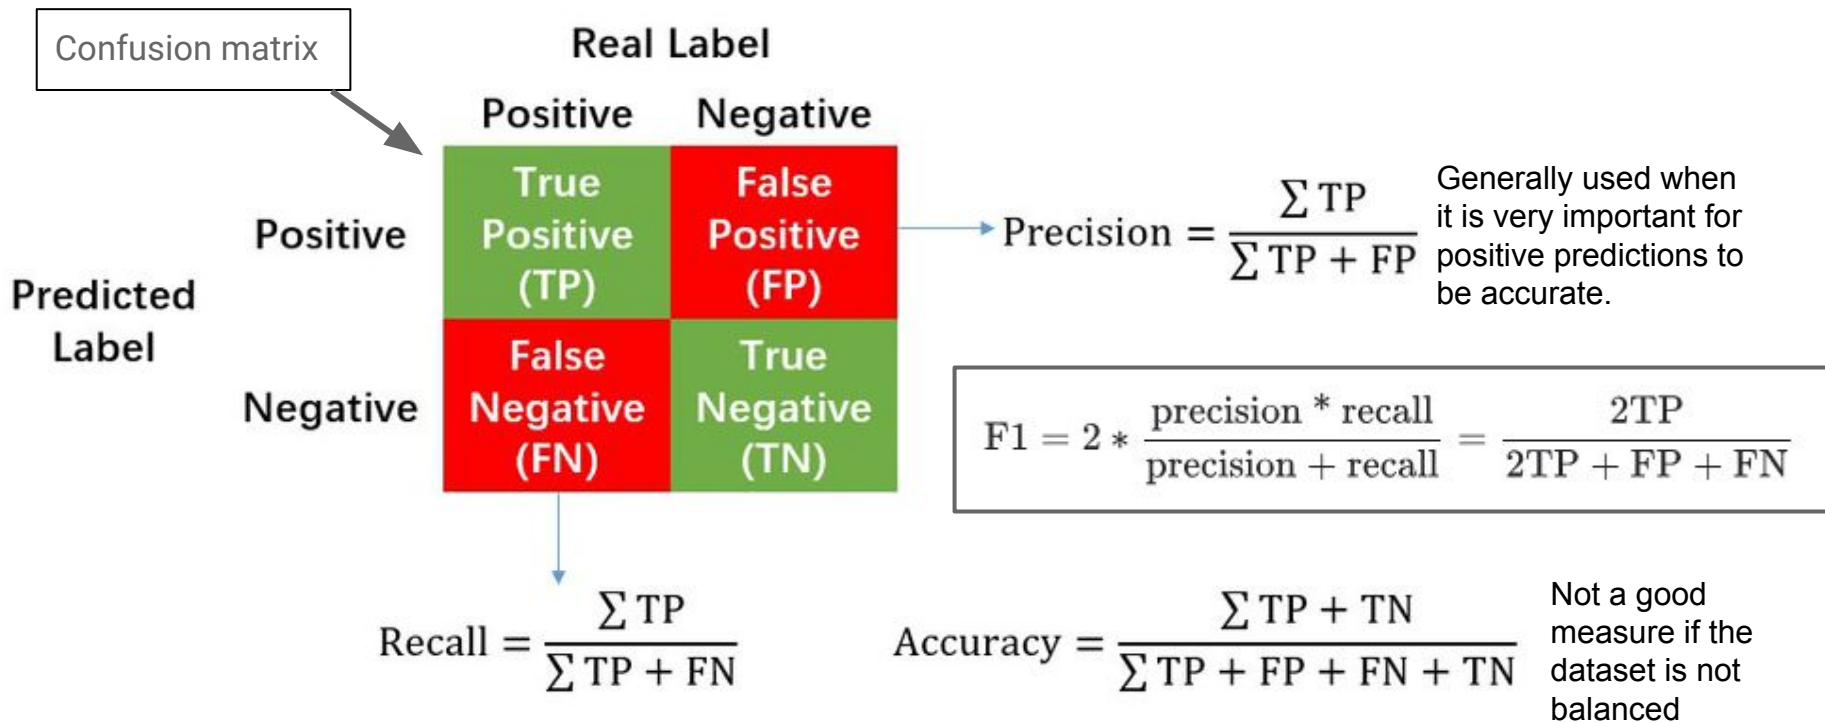 Confusion matrix
Real Label
Positive Negative
True
Positive
(TP)
False
Positive
(FP)
Positive
Predicted
Label
Negative
False
Negative
(FN)
True
Negative
(TN)
Precision = ∑ TP / ∑ TP + FP
Generally used when
it is very important for
positive predictions to
be accurate.
F1 = 2 * precision * recall / precision + recall = 2TP / 2TP + FP + FN
Recall = ∑ TP / ∑ TP + FN
Accuracy = ∑ TP + TN / ∑ TP + FP + FN + TN
Not a good
measure if the
dataset is not
balanced